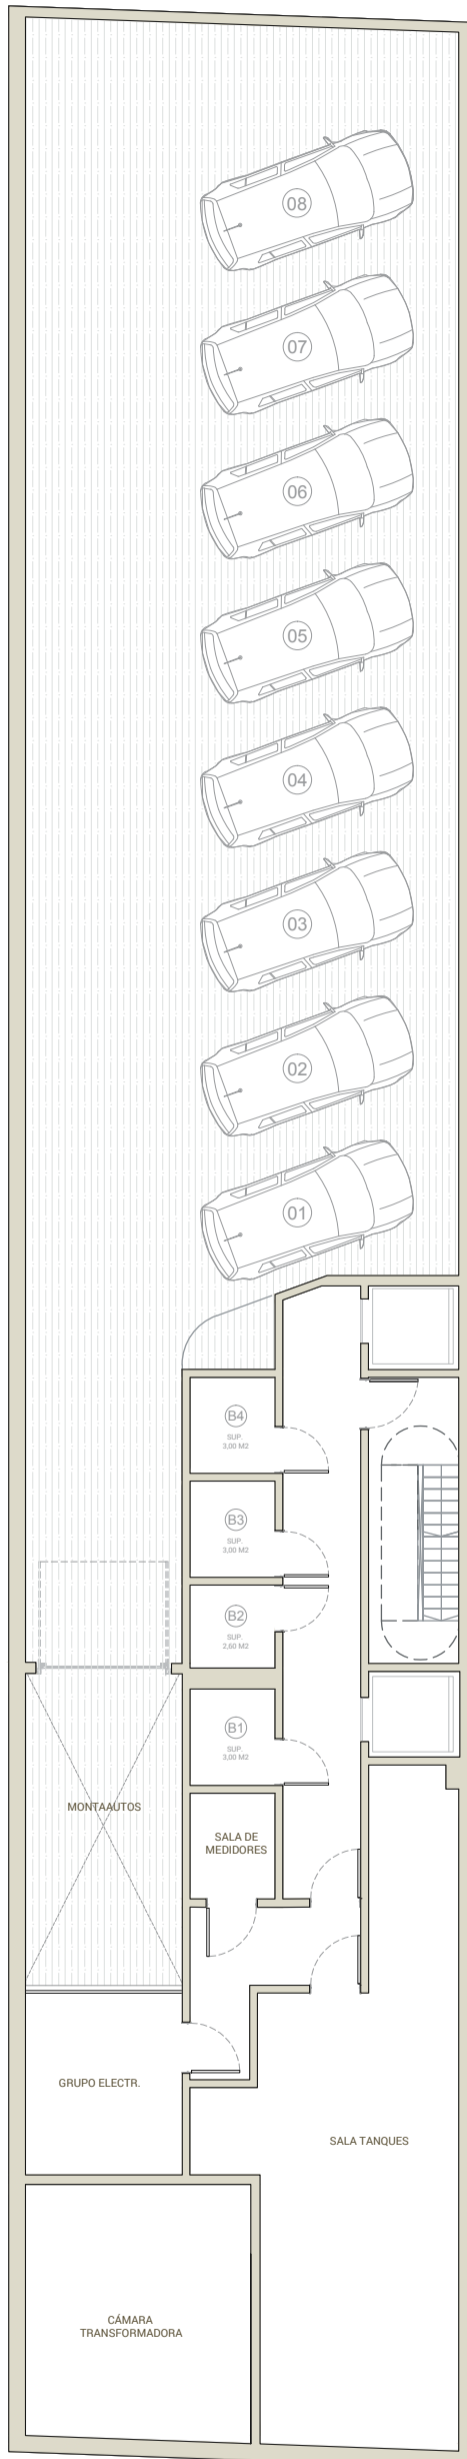 08
07
06
05
04
03
02
01
B4
SUP.
3,00 M2
B3
SUP.
3,00 M2
B2
SUP.
2,60 M2
B1
SUP.
3,00 M2
MONTAAUTOS
SALA DE
MEDIDORES
GRUPO ELECTR.
SALA TANQUES
CÁMARA
TRANSFORMADORA